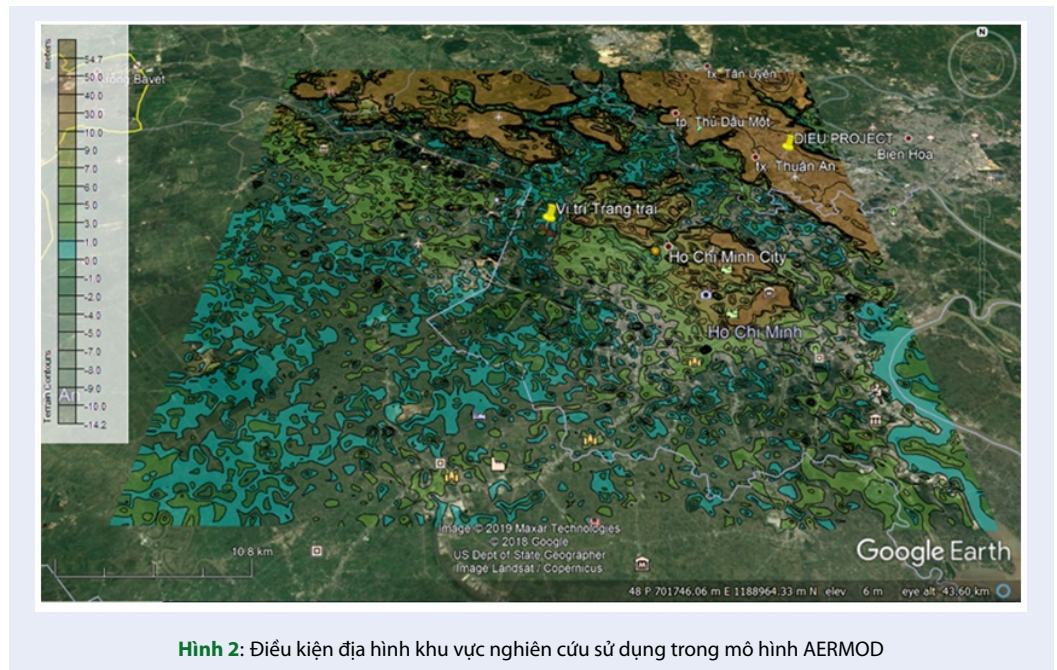 meters
54.7
50.0
40.0
30.0
10.0
9.0
7.0
6.0
5.0
3.0
1.0
0.0
-1.0
-2.0
-4.0
-5.0
-7.0
-8.0
-9.0
-10.0
-14.2
Terrain Contours
Bavet
An
N
tx. Tân Uyên
tp. Thủ Dầu Một
DIEU PROJECT
Biên Hòa
tx. Thuận An
Vị trí Trang trại
Ho Chi Minh City
Ho Chi Minh
Image © 2019 Maxar Technologies
© 2018 Google
US Dept of State Geographer
Image Landsat / Copernicus
Google Earth
10.8 km
48 P 701746.06 m E 1188964.33 m N elev 6 m eye alt 43.60 km
Hình 2: Điều kiện địa hình khu vực nghiên cứu sử dụng trong mô hình AERMOD